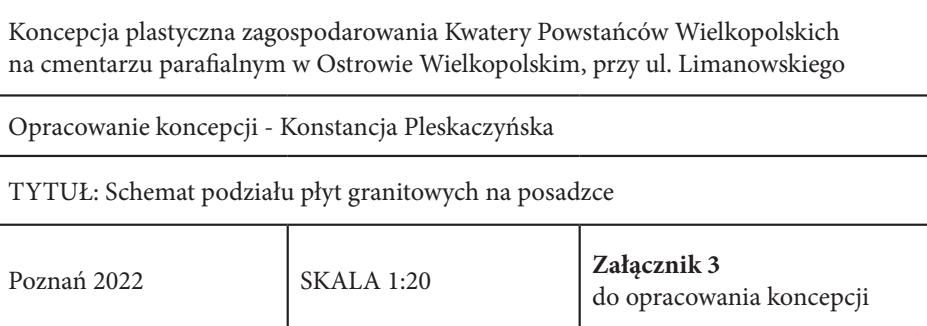 Koncepcja plastyczna zagospodarowania Kwatery Powstańców Wielkopolskich
na cmentarzu parafialnym w Ostrowie Wielkopolskim, przy ul. Limanowskiego
Opracowanie koncepcji - Konstancja Pleskaczyńska
TYTUŁ: Schemat podziału płyt granitowych na posadzce
Poznań 2022
SKALA 1:20
Załącznik 3
do opracowania koncepcji